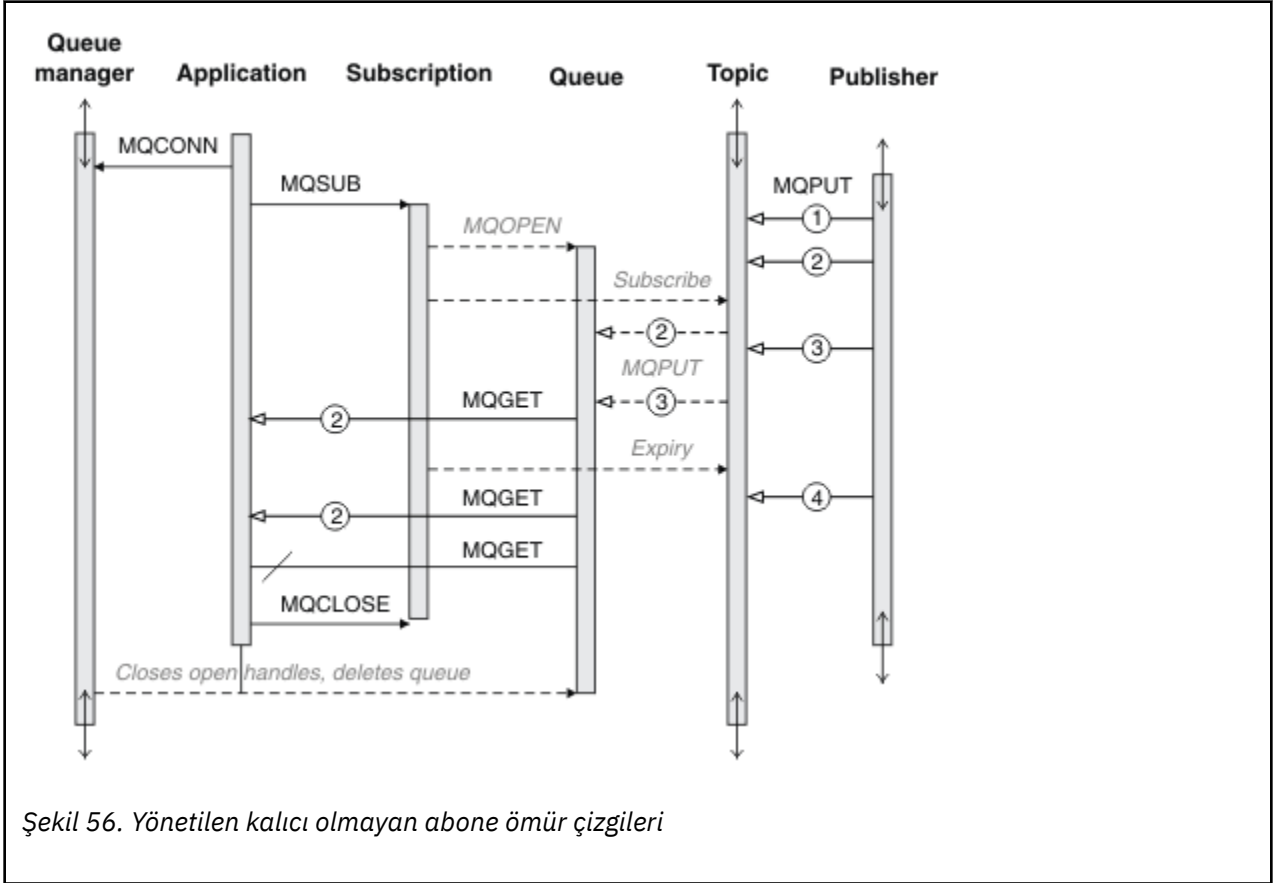 Queue manager
Application
Subscription
Queue
Topic
Publisher
MQCONN
MQSUB
MQPUT
MQOPEN
1
2
Subscribe
2
3
MQPUT
3
MQGET
2
Expiry
MQGET
4
2
MQGET
MQCLOSE
Closes open handles, deletes queue
Şekil 56. Yönetilen kalıcı olmayan abone ömür çizgileri